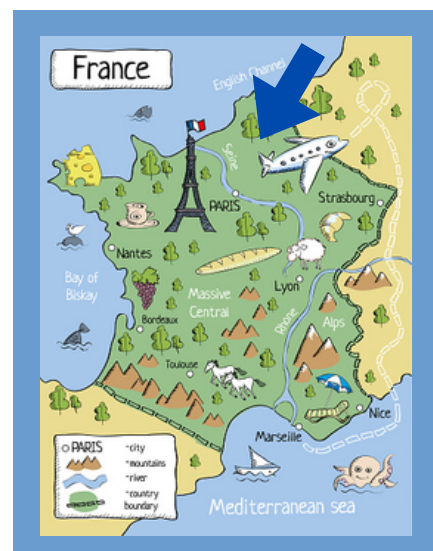 France
English Channel
Seine
PARIS
Strasbourg
Nantes
Bay of
Biskay
Massive
Central
Lyon
Rhone
Alps
Bordeaux
Toulouse
Nice
Marseille
PARIS
-city
-mountains
-river
-country
boundary
Mediterranean sea